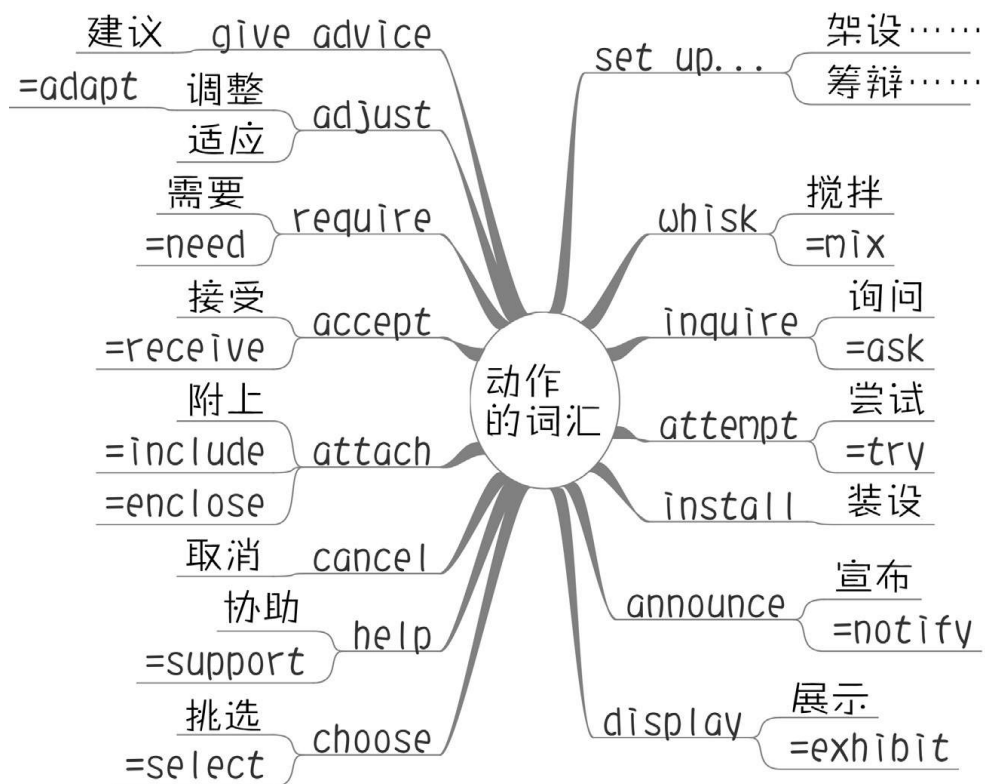 动作
的词汇
give advice
建议
adjust
调整
=adapt
适应
require
需要
=need
accept
接受
=receive
attach
附上
=include
=enclose
cancel
取消
help
协助
=support
choose
挑选
=select
set up...
架设……
筹辩……
whisk
搅拌
=mix
inquire
询问
=ask
attempt
尝试
=try
install
装设
announce
宣布
=notify
display
展示
=exhibit